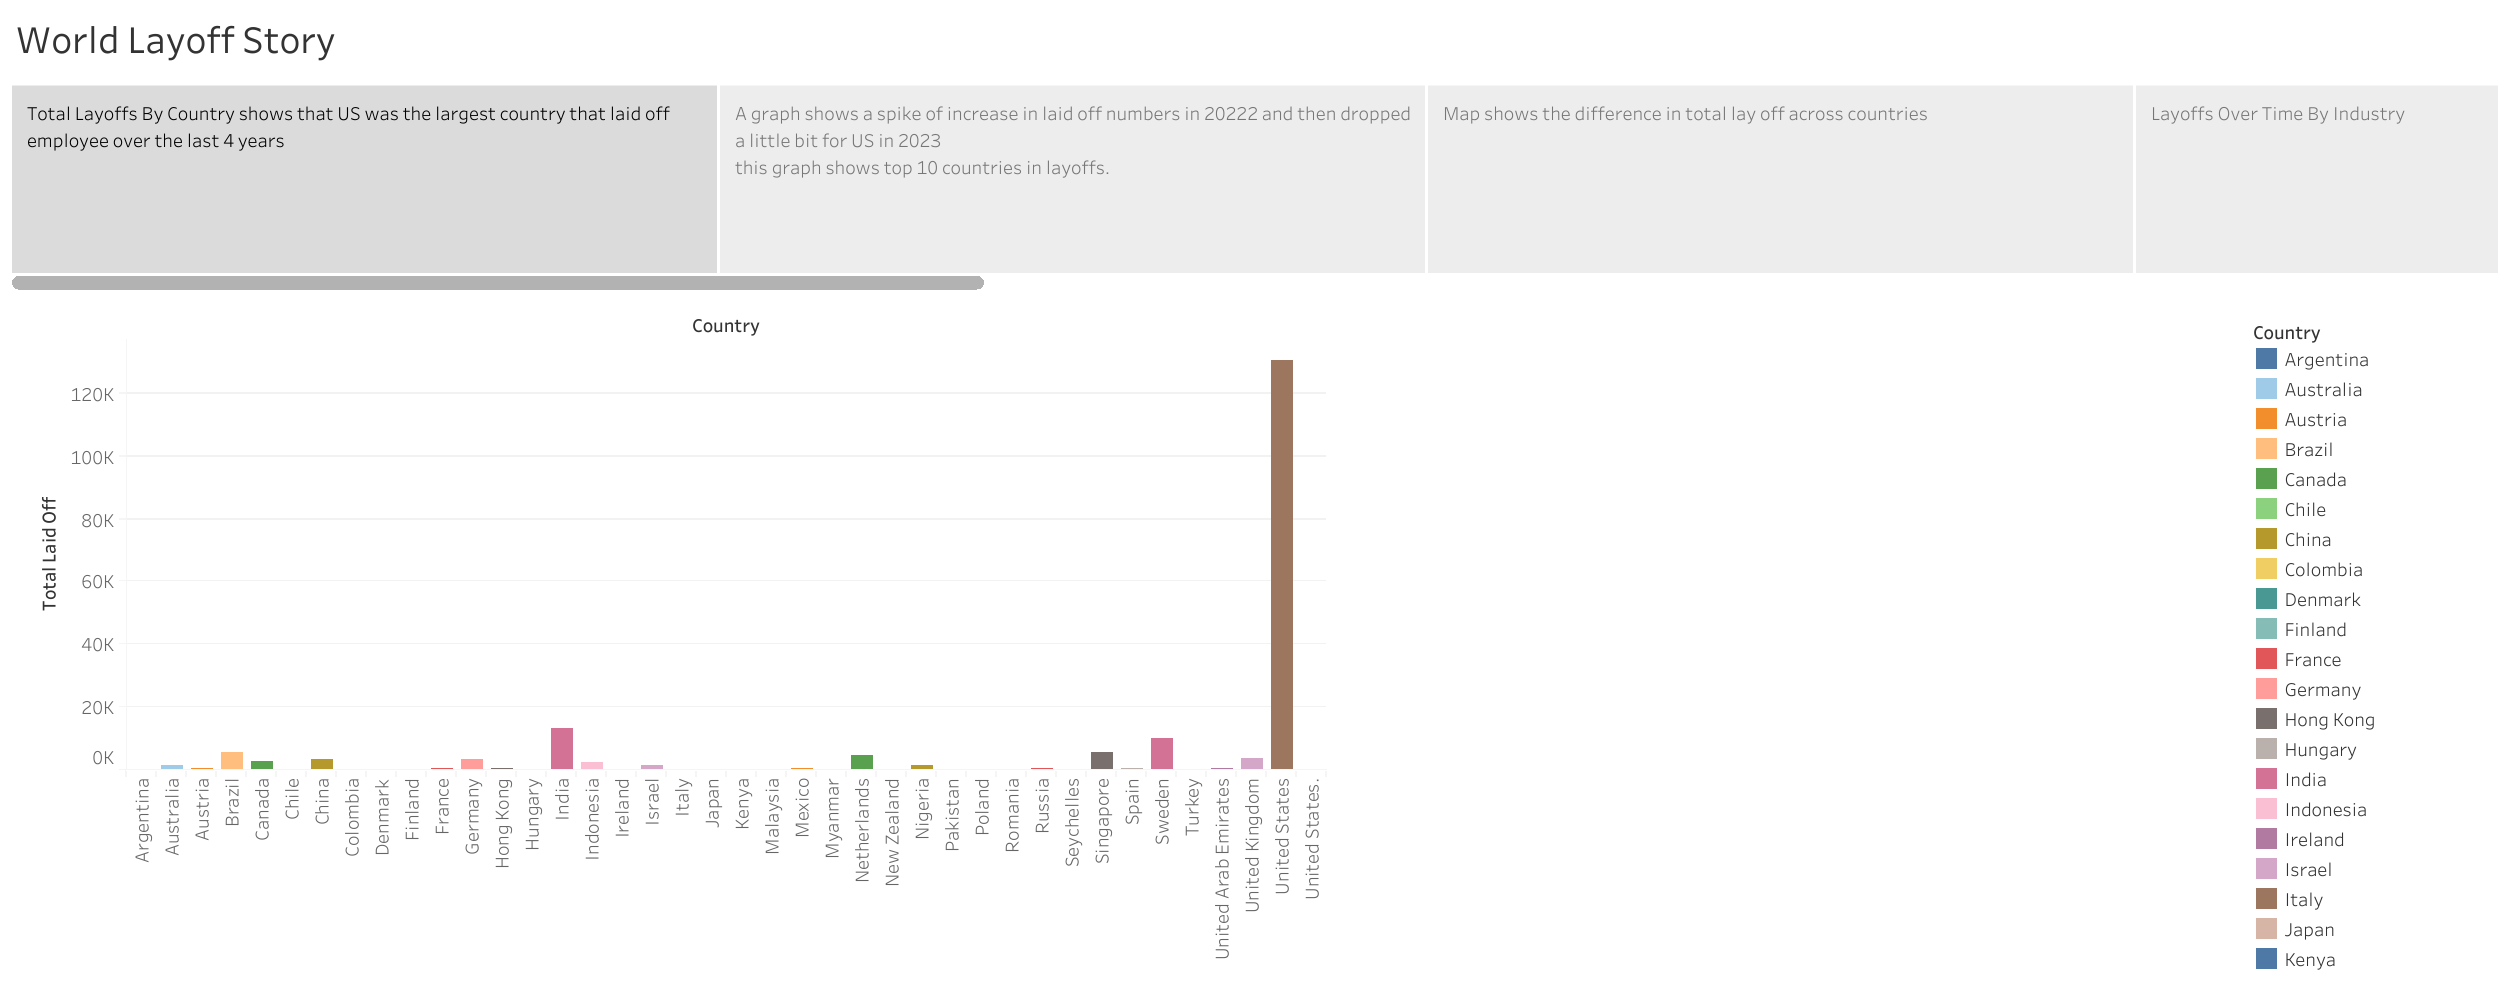 World Layoff Story
Total Layoffs By Country shows that US was the largest country that laid off
employee over the last 4 years
A graph shows a spike of increase in laid off numbers in 20222 and then dropped
a little bit for US in 2023
this graph shows top 10 countries in layoffs.
Map shows the difference in total lay off across countries
Layoffs Over Time By Industry
Country
Total Laid Off
120K
100K
80K
60K
40K
20K
0K
Argentina
Australia
Austria
Brazil
Canada
Chile
China
Colombia
Denmark
Finland
France
Germany
Hong Kong
Hungary
India
Indonesia
Ireland
Israel
Italy
Japan
Kenya
Malaysia
Mexico
Myanmar
Netherlands
New Zealand
Nigeria
Pakistan
Poland
Romania
Russia
Seychelles
Singapore
Spain
Sweden
Turkey
United Arab Emirates
United Kingdom
United States
United States.
Country
Argentina
Australia
Austria
Brazil
Canada
Chile
China
Colombia
Denmark
Finland
France
Germany
Hong Kong
Hungary
India
Indonesia
Ireland
Israel
Italy
Japan
Kenya